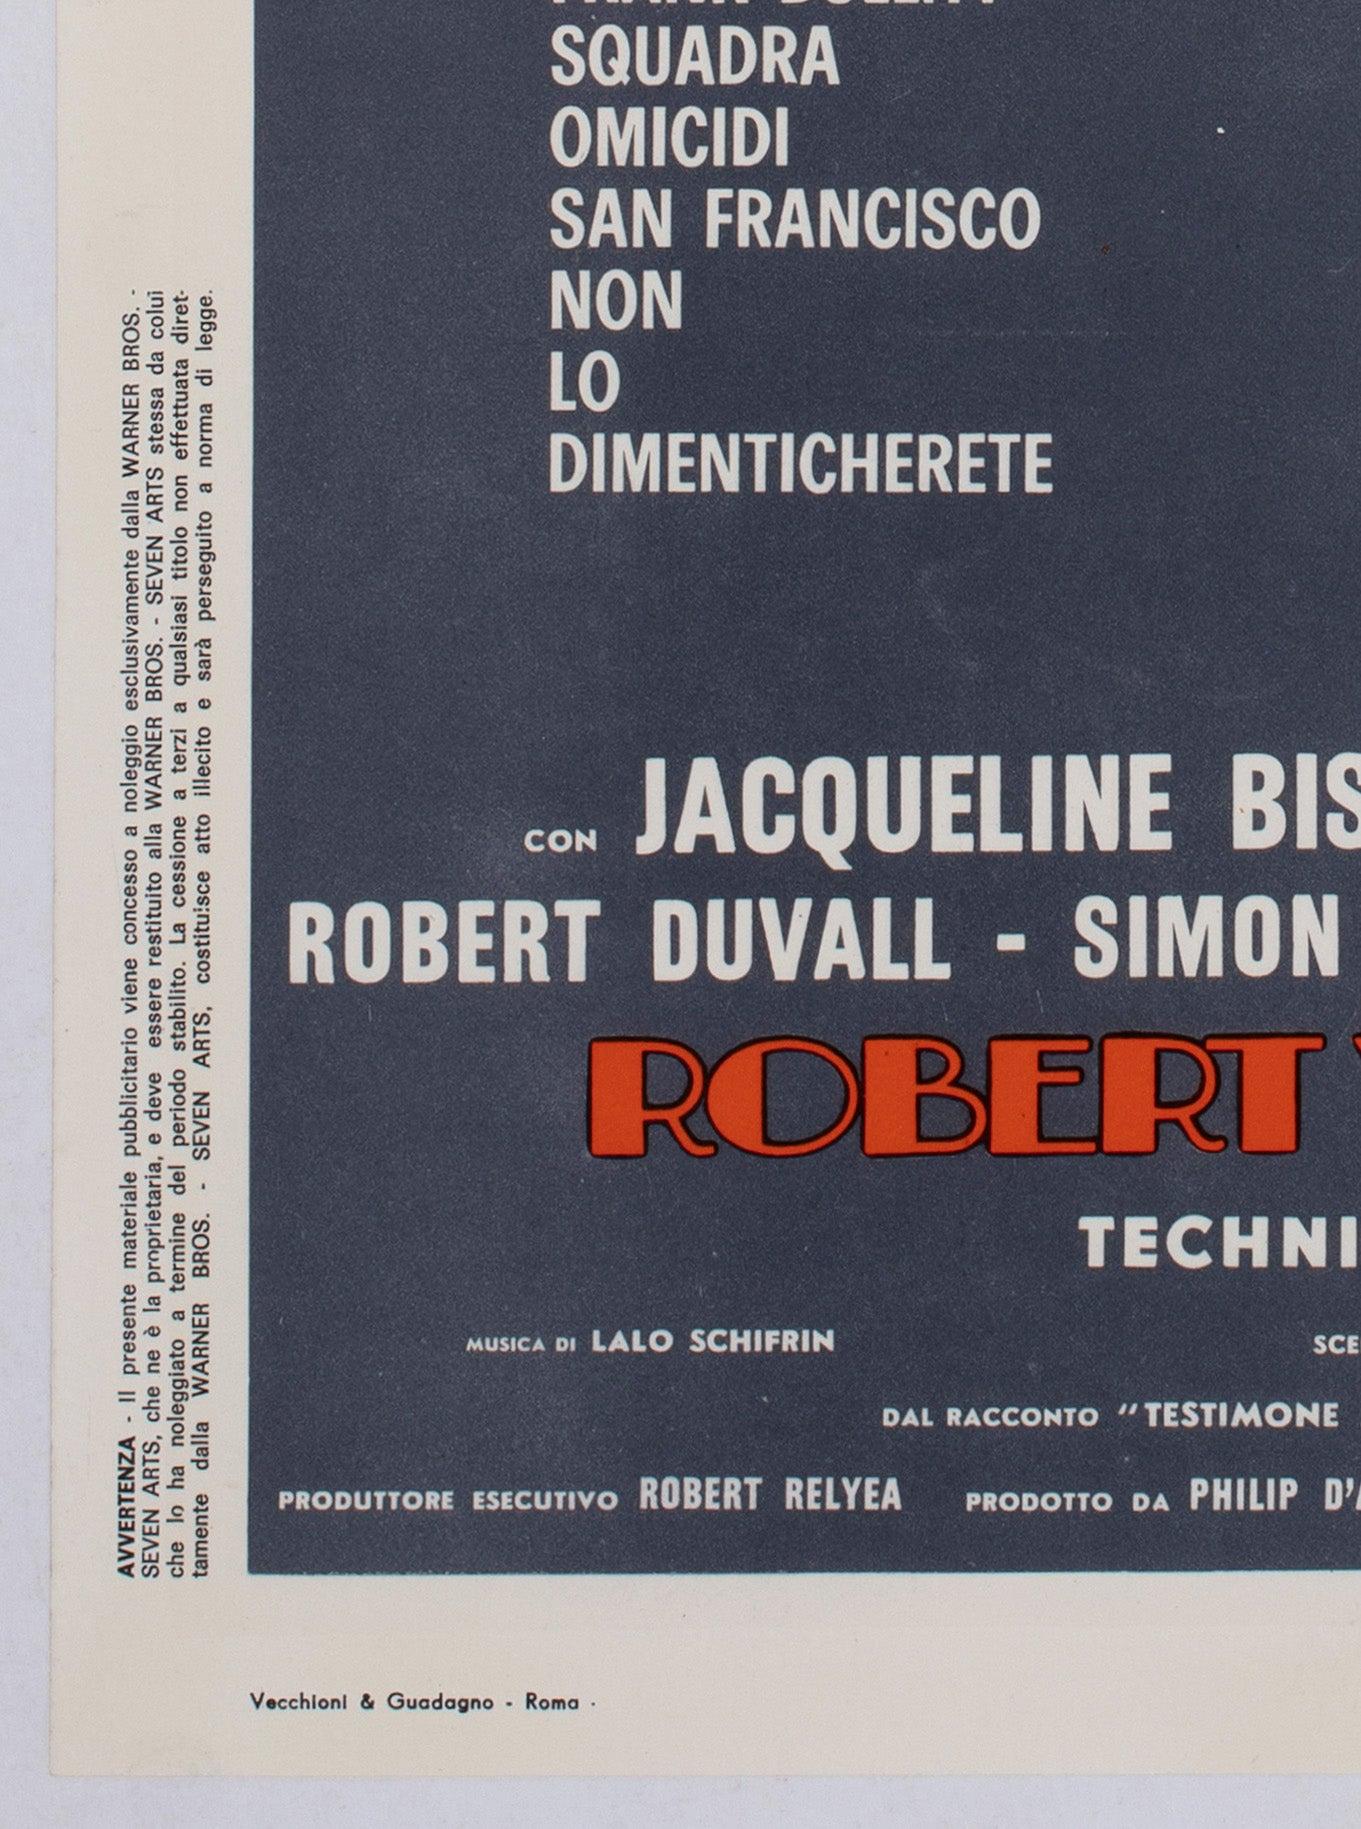 SQUADRA
OMICIDI
SAN FRANCISCO
NON
LO
DIMENTICHERETE
CON JACQUELINE BIS
ROBERT DUVALL - SIMON
ROBERT
TECHNI
MUSICA DI LALO SCHIFRIN SCE
DAL RACCONTO "TESTIMONE
PRODUTTORE ESECUTIVO ROBERT RELYEA PRODOTTO DA PHILIP D'A
AVVERTENZA - Il presente materiale pubblicitario viene concesso a noleggio esclusivamente dalla WARNER BROS. -
SEVEN ARTS, che ne è la proprietaria, e deve essere restituito alla WARNER BROS. - SEVEN ARTS stessa da colui
che lo ha noleggiato a termine del periodo stabilito. La cessione a terzi a qualsiasi titolo non effettuata diret-
tamente dalla WARNER BROS. - SEVEN ARTS, costituisce atto illecito e sarà perseguito a norma di legge.
Vecchioni & Guadagno - Roma -